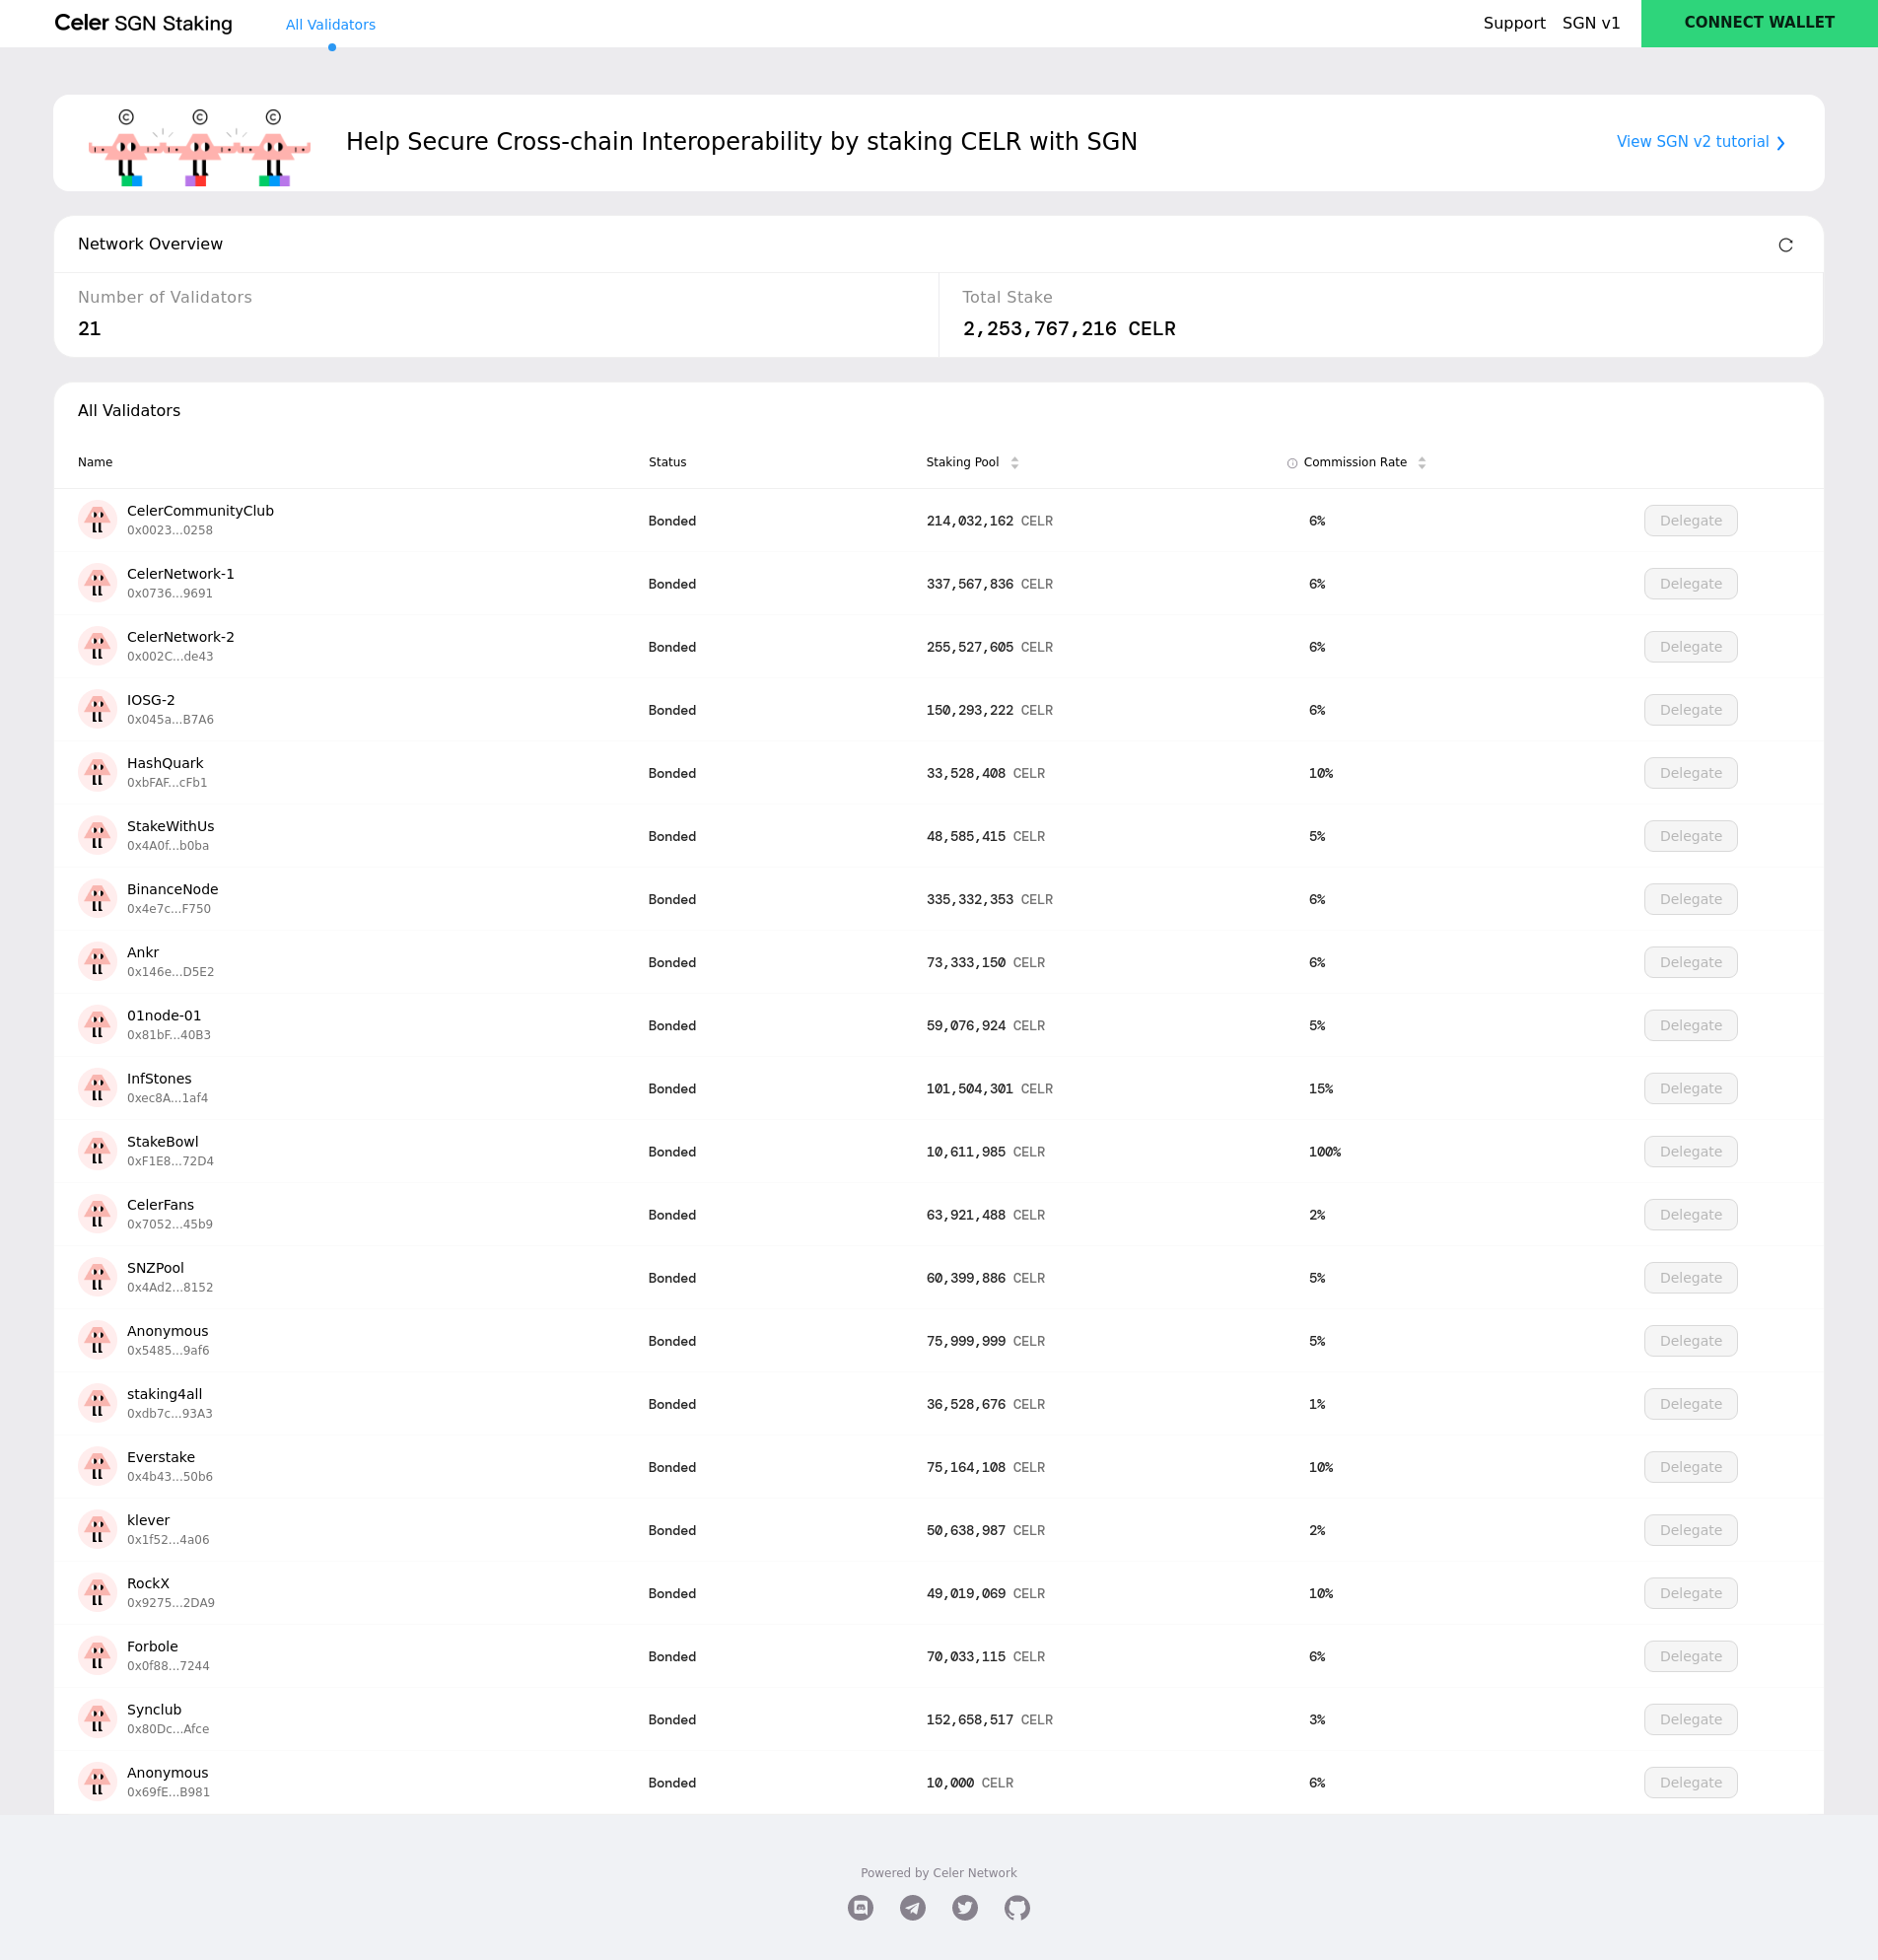 Celer SGN Staking All Validators Support SGN v1 CONNECT WALLET
© © ©
Help Secure Cross-chain Interoperability by staking CELR with SGN View SGN v2 tutorial
Network Overview
Number of Validators Total Stake
21 2,253,767,216 CELR
All Validators
Name Status Staking Pool Commission Rate
CelerCommunityClub
0x0023...0258 Bonded 214,032,162 CELR 6% Delegate
CelerNetwork-1
0x0736...9691 Bonded 337,567,836 CELR 6% Delegate
CelerNetwork-2
0x002C...de43 Bonded 255,527,605 CELR 6% Delegate
IOSG-2
0x045a...B7A6 Bonded 150,293,222 CELR 6% Delegate
HashQuark
0xbFAF...cFb1 Bonded 33,528,408 CELR 10% Delegate
StakeWithUs
0x4A0f...b0ba Bonded 48,585,415 CELR 5% Delegate
BinanceNode
0x4e7c...F750 Bonded 335,332,353 CELR 6% Delegate
Ankr
0x146e...D5E2 Bonded 73,333,150 CELR 6% Delegate
01node-01
0x81bF...40B3 Bonded 59,076,924 CELR 5% Delegate
InfStones
0xec8A...1af4 Bonded 101,504,301 CELR 15% Delegate
StakeBowl
0xF1E8...72D4 Bonded 10,611,985 CELR 100% Delegate
CelerFans
0x7052...45b9 Bonded 63,921,488 CELR 2% Delegate
SNZPool
0x4Ad2...8152 Bonded 60,399,886 CELR 5% Delegate
Anonymous
0x5485...9af6 Bonded 75,999,999 CELR 5% Delegate
staking4all
0xdb7c...93A3 Bonded 36,528,676 CELR 1% Delegate
Everstake
0x4b43...50b6 Bonded 75,164,108 CELR 10% Delegate
klever
0x1f52...4a06 Bonded 50,638,987 CELR 2% Delegate
RockX
0x9275...2DA9 Bonded 49,019,069 CELR 10% Delegate
Forbole
0x0f88...7244 Bonded 70,033,115 CELR 6% Delegate
Synclub
0x80Dc...Afce Bonded 152,658,517 CELR 3% Delegate
Anonymous
0x69fE...B981 Bonded 10,000 CELR 6% Delegate
Powered by Celer Network